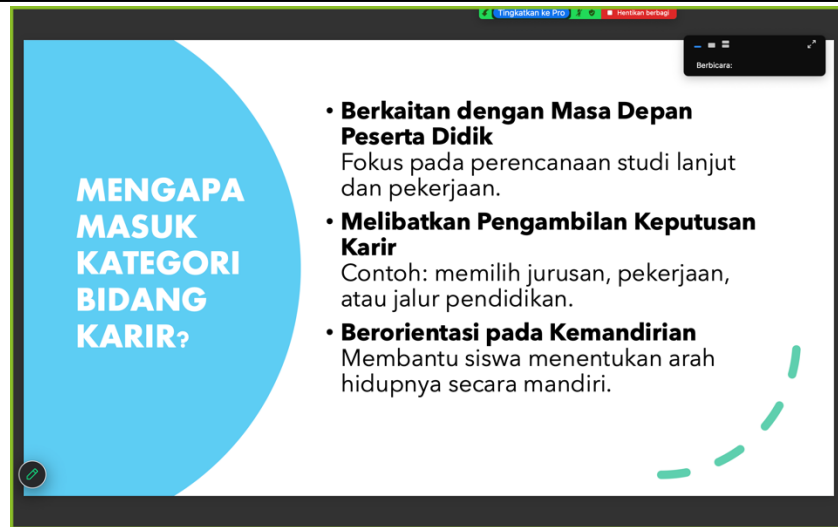 Tingkatkan ke Pro
Hentikan berbagi
Berbicara:
MENGAPA
MASUK
KATEGORI
BIDANG
KARIR?
• Berkaitan dengan Masa Depan
Peserta Didik
Fokus pada perencanaan studi lanjut
dan pekerjaan.
• Melibatkan Pengambilan Keputusan
Karir
Contoh: memilih jurusan, pekerjaan,
atau jalur pendidikan.
• Berorientasi pada Kemandirian
Membantu siswa menentukan arah
hidupnya secara mandiri.